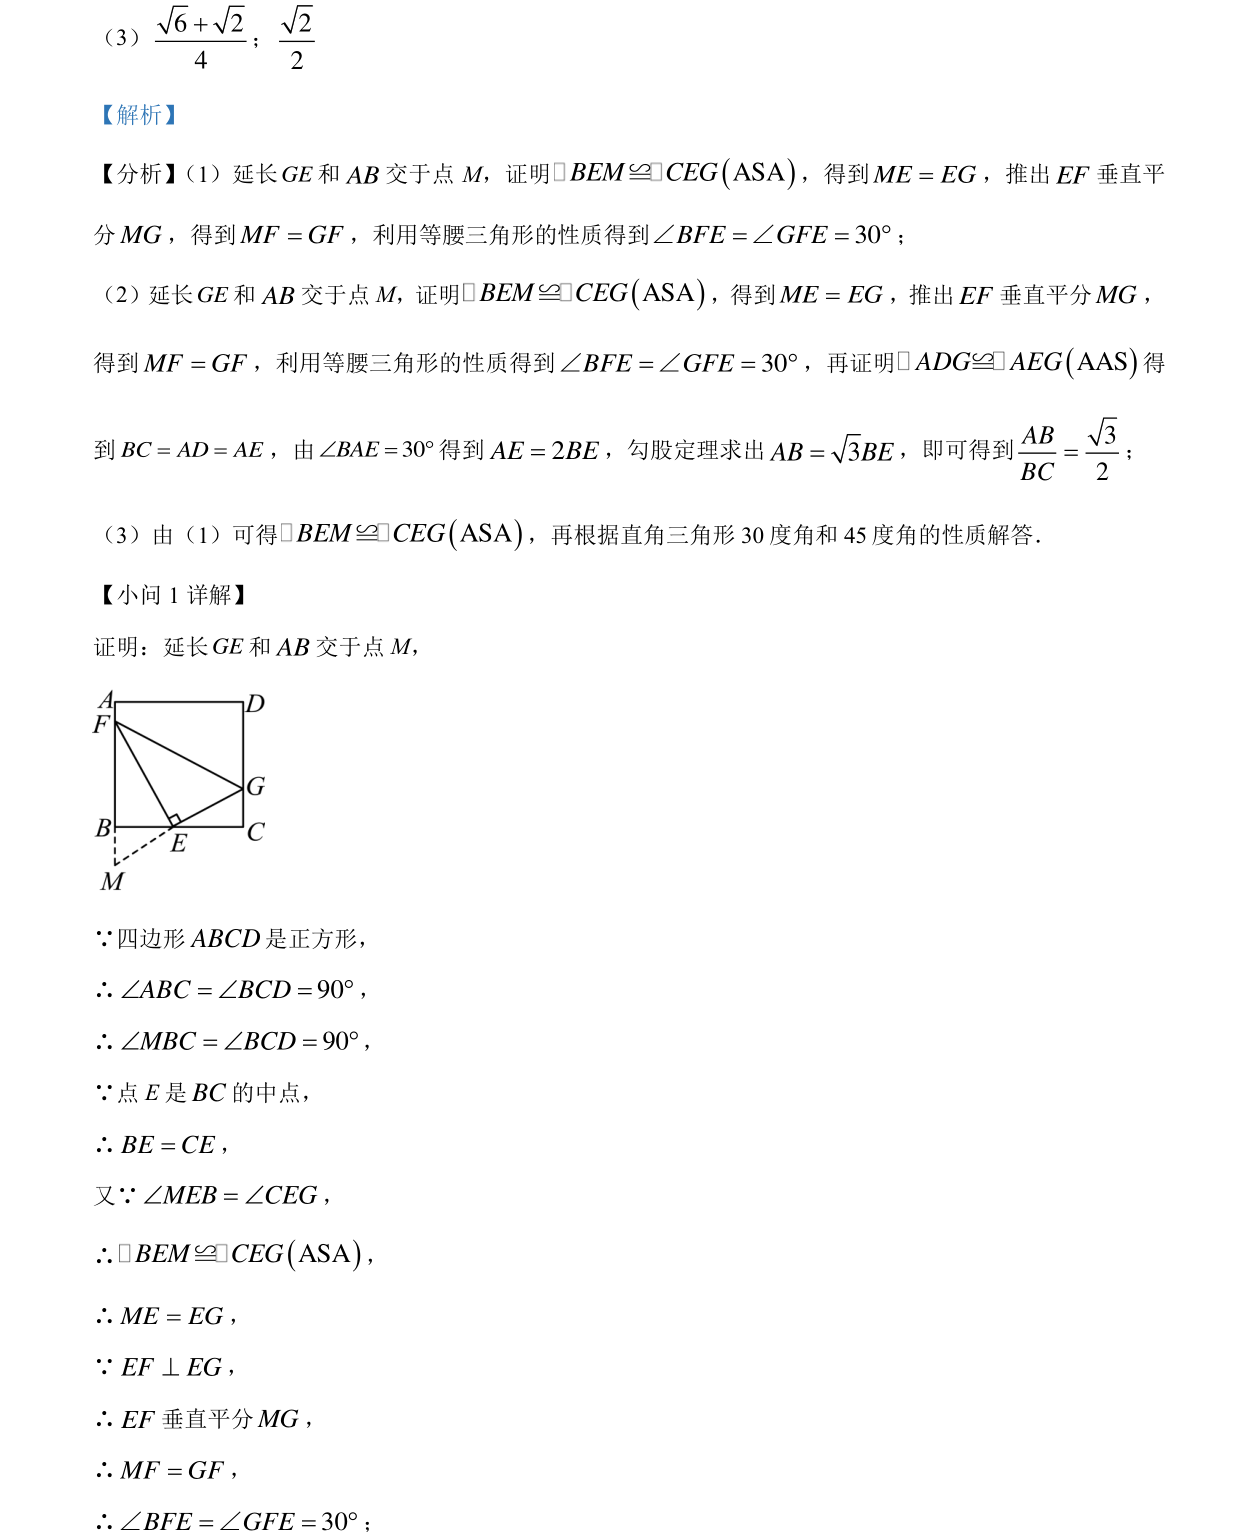 （3）(√6+√2)/4；√2/2
【解析】
【分析】（1）延长GE和AB交于点M，证明□BEM≌□CEG(ASA)，得到ME=EG，推出EF垂直平
分MG，得到MF=GF，利用等腰三角形的性质得到∠BFE=∠GFE=30°；
（2）延长GE和AB交于点M，证明□BEM≌□CEG(ASA)，得到ME=EG，推出EF垂直平分MG，
得到MF=GF，利用等腰三角形的性质得到∠BFE=∠GFE=30°，再证明□ADG≌□AEG(AAS)得
到BC=AD=AE，由∠BAE=30°得到AE=2BE，勾股定理求出AB=√3BE，即可得到AB/BC=√3/2；
（3）由（1）可得□BEM≌□CEG(ASA)，再根据直角三角形30度角和45度角的性质解答．
【小问1详解】
证明：延长GE和AB交于点M，
A
D
F
G
B
C
E
M
∵四边形ABCD是正方形，
∴∠ABC=∠BCD=90°，
∴∠MBC=∠BCD=90°，
∵点E是BC的中点，
∴BE=CE，
又∵∠MEB=∠CEG，
∴□BEM≌□CEG(ASA)，
∴ME=EG，
∵EF⊥EG，
∴EF垂直平分MG，
∴MF=GF，
∴∠BFE=∠GFE=30°；